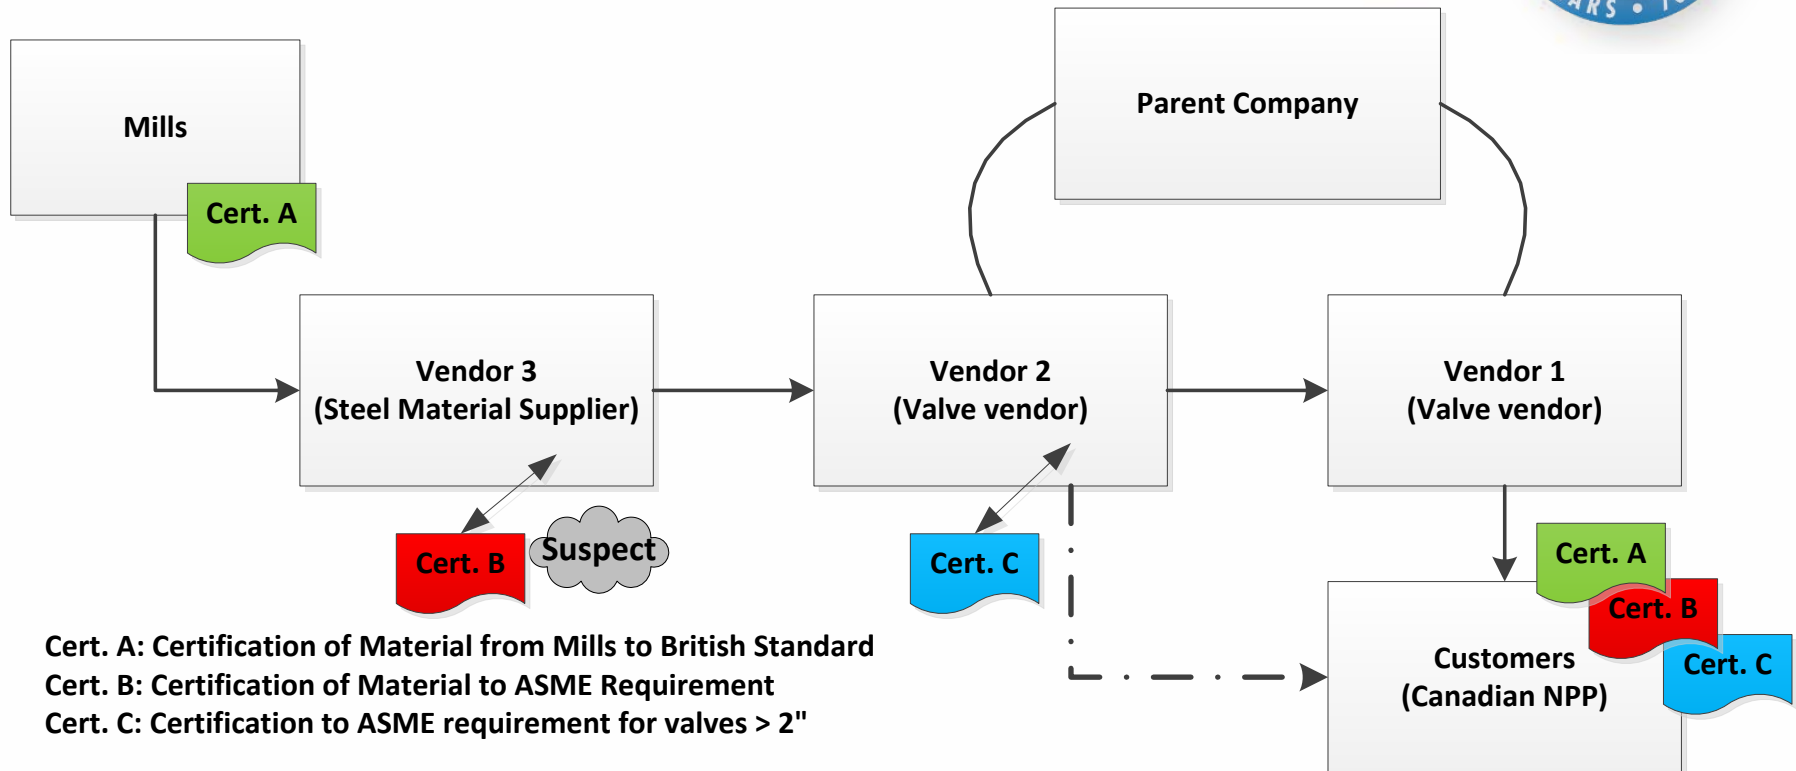 ARS • 10
Parent Company
Mills
Cert. A
Vendor 3
(Steel Material Supplier)
Vendor 2
(Valve vendor)
Vendor 1
(Valve vendor)
Cert. B
Suspect
Cert. C
Cert. A
Cert. B
Cert. C
Customers
(Canadian NPP)
Cert. A: Certification of Material from Mills to British Standard
Cert. B: Certification of Material to ASME Requirement
Cert. C: Certification to ASME requirement for valves > 2"